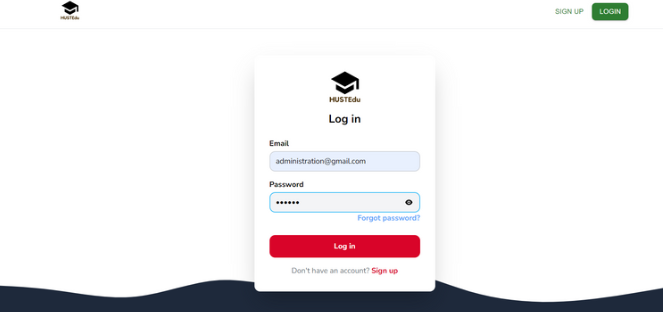 HUSTEdu
SIGN UP
LOGIN
HUSTEdu
Log in
Email
administration@gmail.com
Password
••••••
Forgot password?
Log in
Don't have an account? Sign up